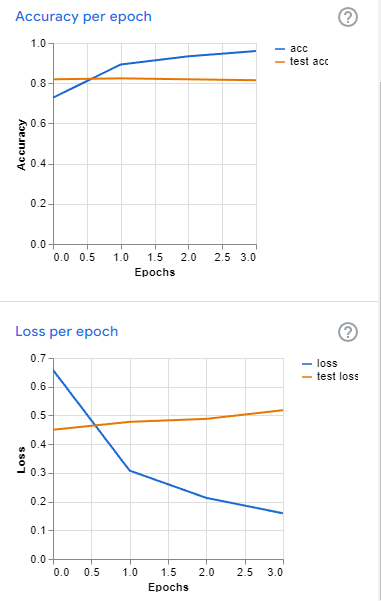 Accuracy per epoch
1.0
0.8
0.6
0.4
0.2
0.0
Accuracy
0.0 0.5 1.0 1.5 2.0 2.5 3.0
Epochs
acc
test acc
Loss per epoch
0.7
0.6
0.5
0.4
0.3
0.2
0.1
0.0
Loss
0.0 0.5 1.0 1.5 2.0 2.5 3.0
Epochs
loss
test loss